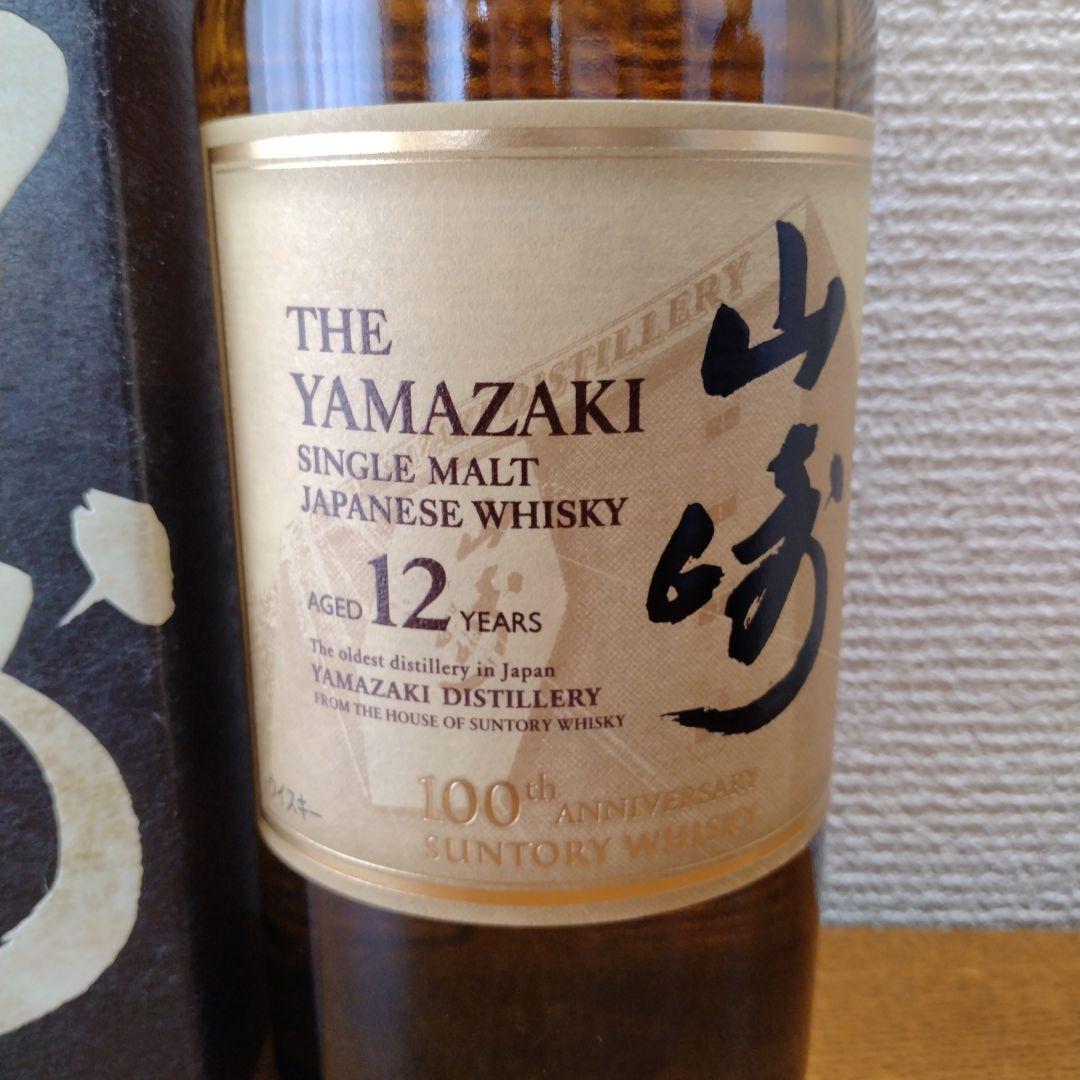 THE
YAMAZAKI
SINGLE MALT
JAPANESE WHISKY
AGED 12 YEARS
The oldest distillery in Japan
YAMAZAKI DISTILLERY
FROM THE HOUSE OF SUNTORY WHISKY
100th ANNIVERSARY
SUNTORY WHISKY
ウイスキー
山崎
DISTILLERY